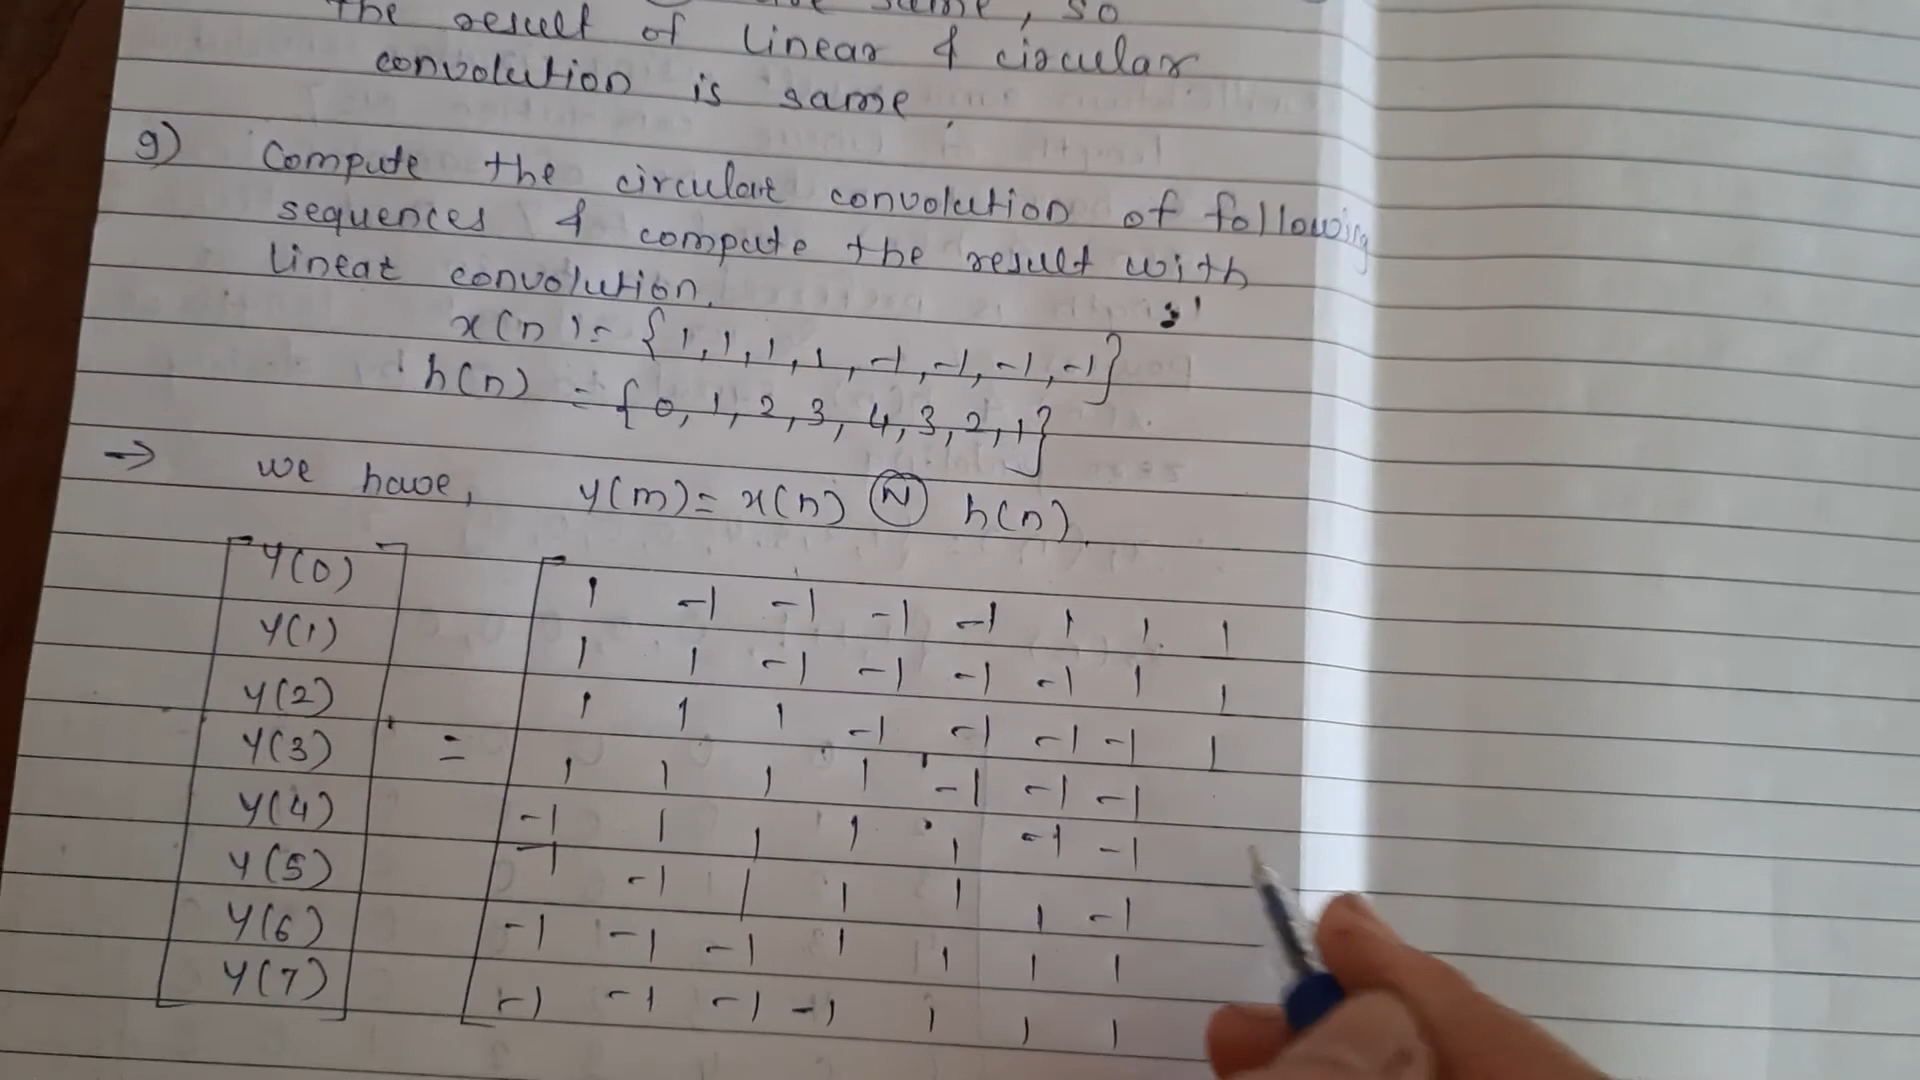 the result of linear & circular
convolution is same.
9) Compute the circular convolution of following
sequences & compute the result with
linear convolution.
x(n) = {1,1,1,1,-1,-1,-1,-1}
h(n) = {0,1,2,3,4,3,2,1}
→ we have, y(m) = x(n) Ⓝ h(n).
Y(0) 1 -1 -1 -1 -1 1 1 1
Y(1) 1 1 -1 -1 -1 -1 1 1
Y(2) 1 1 1 -1 -1 -1 -1 1
Y(3) = 1 1 1 1 -1 -1 -1
Y(4) -1 1 1 1 1 -1 -1
Y(5) -1 -1 1 1 1 1 -1
Y(6) -1 -1 -1 1 1 1 1
Y(7) -1 -1 -1 -1 1 1 1